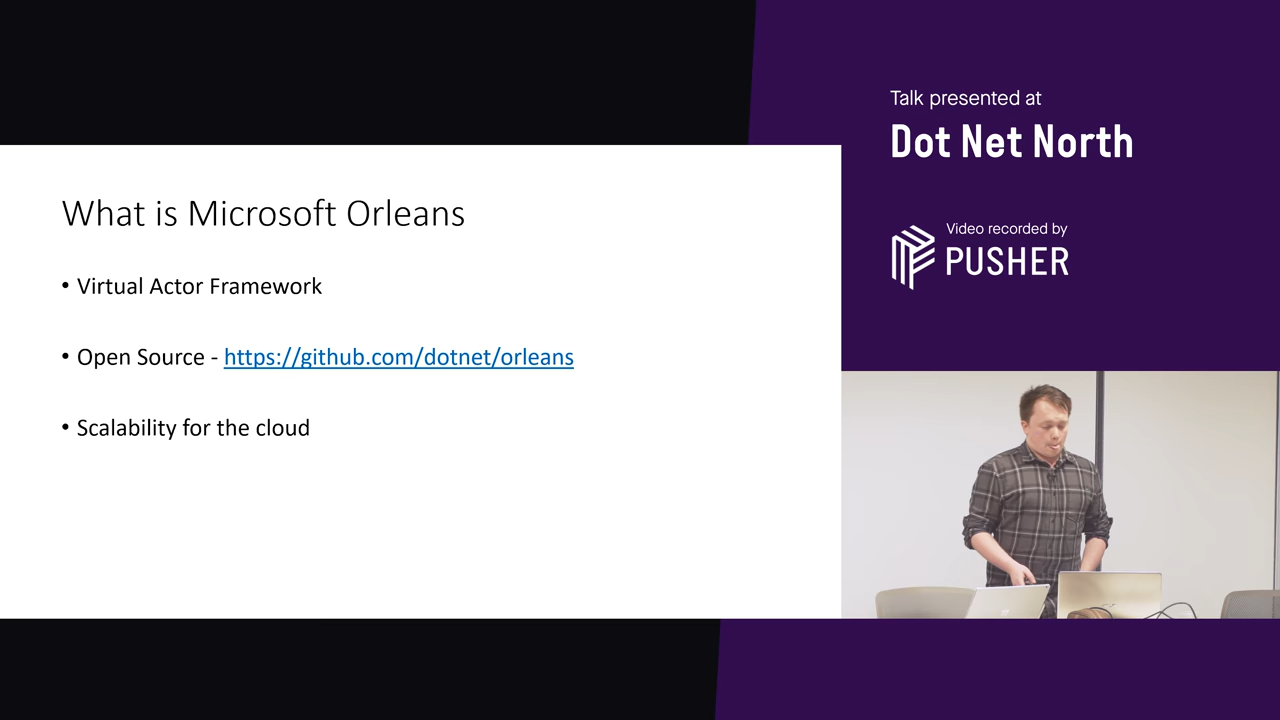 Talk presented at
Dot Net North
Video recorded by
PUSHER
What is Microsoft Orleans
• Virtual Actor Framework
• Open Source - https://github.com/dotnet/orleans
• Scalability for the cloud